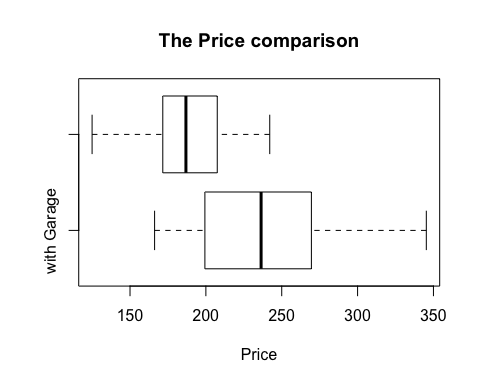 The Price comparison
with Garage
150 200 250 300 350
Price